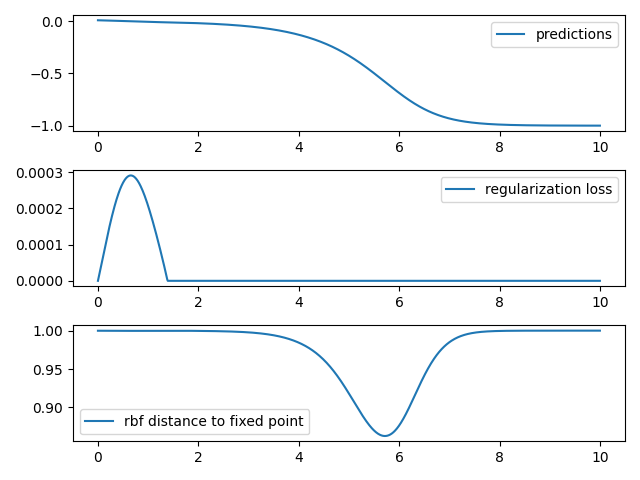 0.0
−0.5
−1.0
predictions
0 2 4 6 8 10
0.0003
0.0002
0.0001
0.0000
regularization loss
0 2 4 6 8 10
1.00
0.95
0.90
rbf distance to fixed point
0 2 4 6 8 10